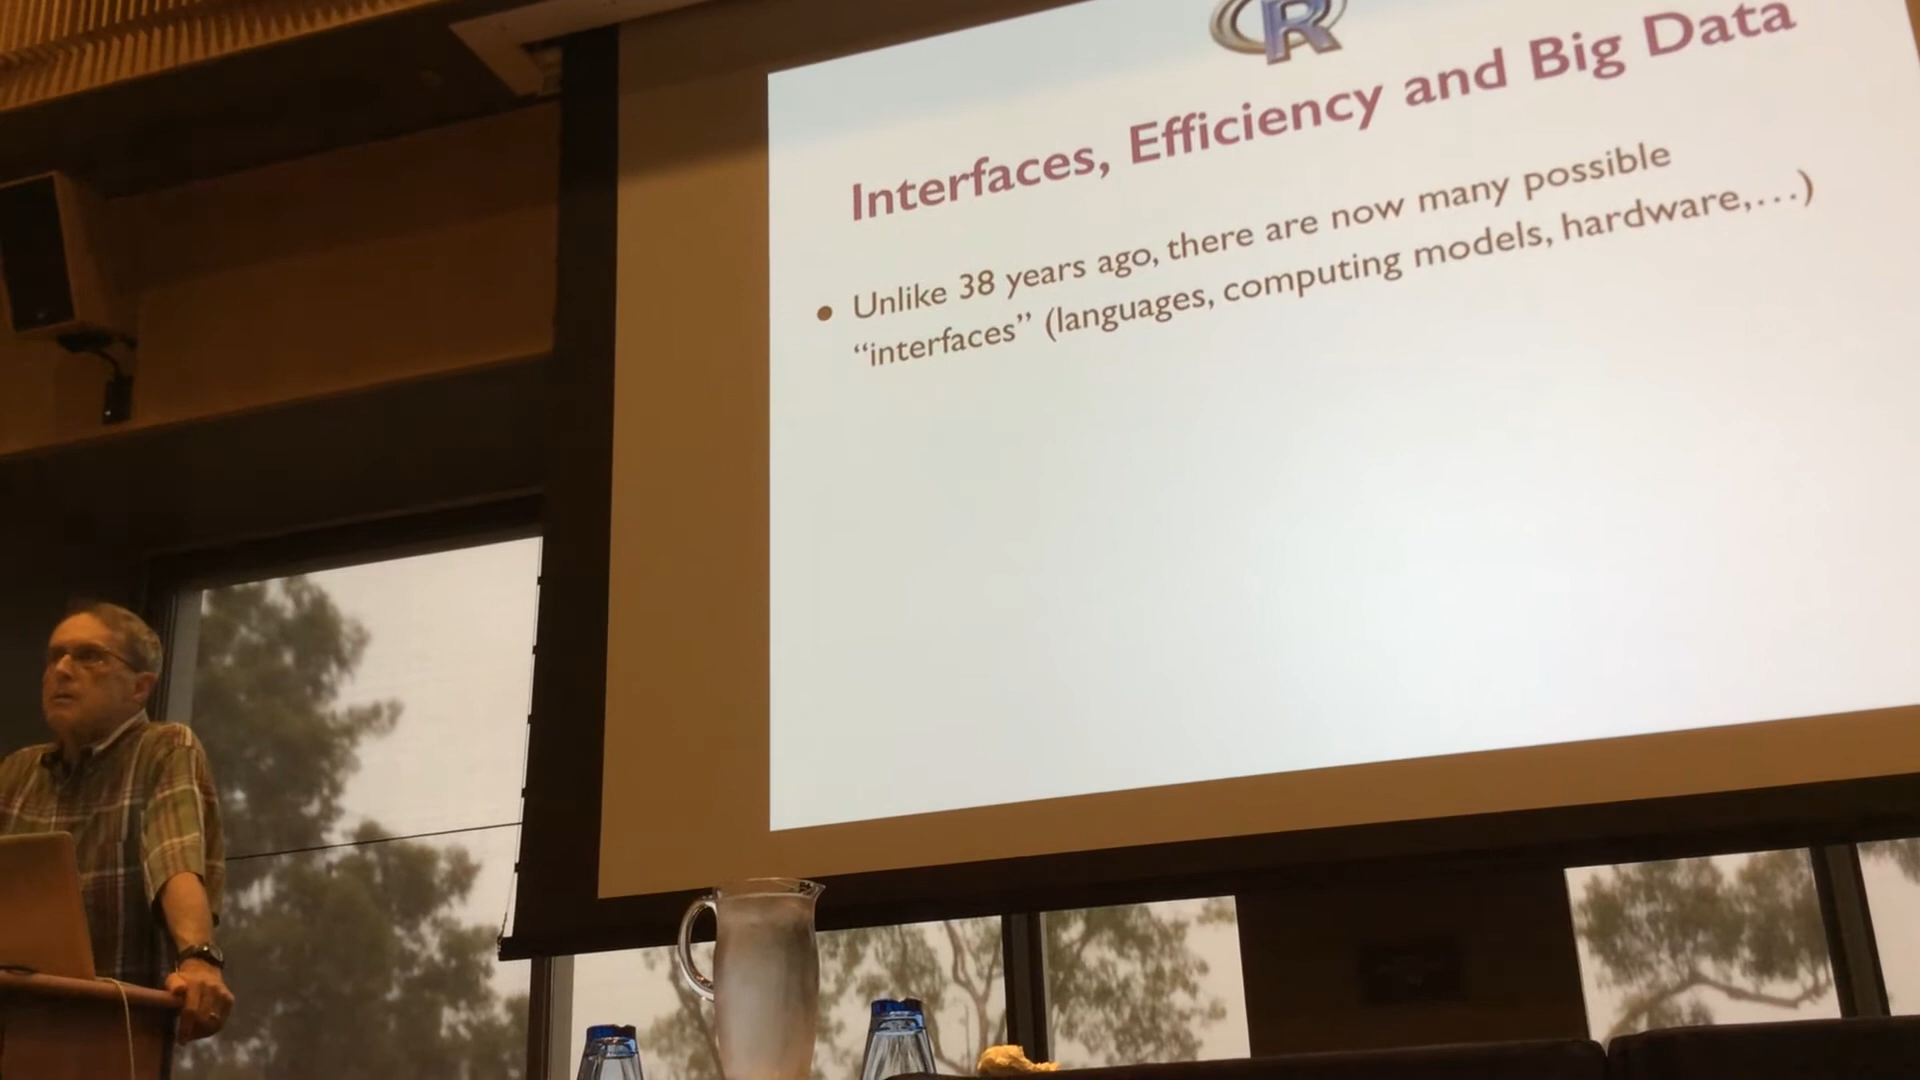 R
Interfaces, Efficiency and Big Data
• Unlike 38 years ago, there are now many possible
“interfaces” (languages, computing models, hardware,…)